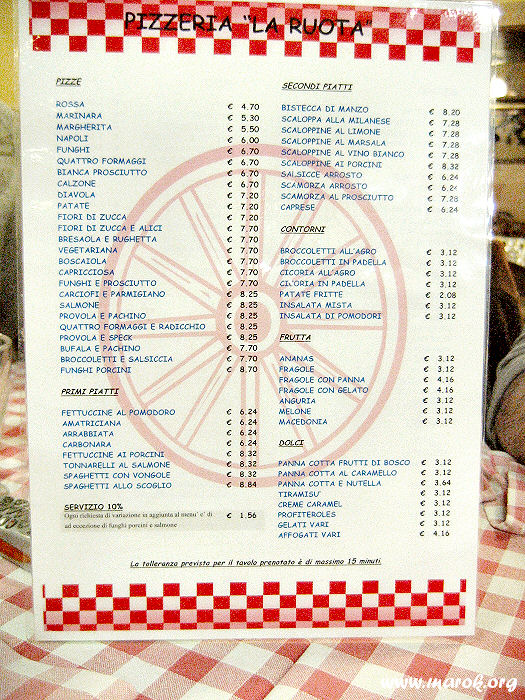 PIZZERIA "LA RUOTA"
PIZZE
ROSSA € 4.70
MARINARA € 5.30
MARGHERITA € 5.50
NAPOLI € 6.00
FUNGHI € 6.70
QUATTRO FORMAGGI € 6.70
BIANCA PROSCIUTTO € 6.70
CALZONE € 6.70
DIAVOLA € 7.20
PATATE € 7.20
FIORI DI ZUCCA € 7.20
FIORI DI ZUCCA E ALICI € 7.70
BRESAOLA E RUGHETTA € 7.70
VEGETARIANA € 7.70
BOSCAIOLA € 7.70
CAPRICCIOSA € 7.70
FUNGHI E PROSCIUTTO € 7.70
CARCIOFI E PARMIGIANO € 8.25
SALMONE € 8.25
PROVOLA E PACHINO € 8.25
QUATTRO FORMAGGI E RADICCHIO € 8.25
PROVOLA E SPECK € 8.25
BUFALA E PACHINO € 7.70
BROCCOLETTI E SALSICCIA € 7.70
FUNGHI PORCINI € 8.70
PRIMI PIATTI
FETTUCCINE AL POMODORO € 6.24
AMATRICIANA € 6.24
ARRABBIATA € 6.24
CARBONARA € 6.24
FETTUCCINE AI PORCINI € 8.32
TONNARELLI AL SALMONE € 8.32
SPAGHETTI CON VONGOLE € 8.32
SPAGHETTI ALLO SCOGLIO € 8.84
SERVIZIO 10%
Ogni richiesta di variazione in aggiunta al menu' e' di € 1.56
ad eccezione di funghi porcini e salmone
SECONDI PIATTI
BISTECCA DI MANZO € 8.20
SCALOPPA ALLA MILANESE € 7.28
SCALOPPINE AL LIMONE € 7.28
SCALOPPINE AL MARSALA € 7.28
SCALOPPINE AL VINO BIANCO € 7.28
SCALOPPINE AI PORCINI € 8.32
SALSICCE ARROSTO € 6.24
SCAMORZA ARROSTO € 6.24
SCAMORZA AL PROSCIUTTO € 7.28
CAPRESE € 6.24
CONTORNI
BROCCOLETTI ALL'AGRO € 3.12
BROCCOLETTI IN PADELLA € 3.12
CICORIA ALL'AGRO € 3.12
CICORIA IN PADELLA € 3.12
PATATE FRITTE € 2.08
INSALATA MISTA € 3.12
INSALATA DI POMODORI € 3.12
FRUTTA
ANANAS € 3.12
FRAGOLE € 3.12
FRAGOLE CON PANNA € 4.16
FRAGOLE CON GELATO € 4.16
ANGURIA € 3.12
MELONE € 3.12
MACEDONIA € 3.12
DOLCI
PANNA COTTA FRUTTI DI BOSCO € 3.12
PANNA COTTA AL CARAMELLO € 3.12
PANNA COTTA E NUTELLA € 3.64
TIRAMISU' € 3.12
CREME CARAMEL € 3.12
PROFITEROLES € 3.12
GELATI VARI € 3.12
AFFOGATI VARI € 4.16
La tolleranza prevista per il tavolo prenotato è di massimo 15 minuti.
www.marok.org